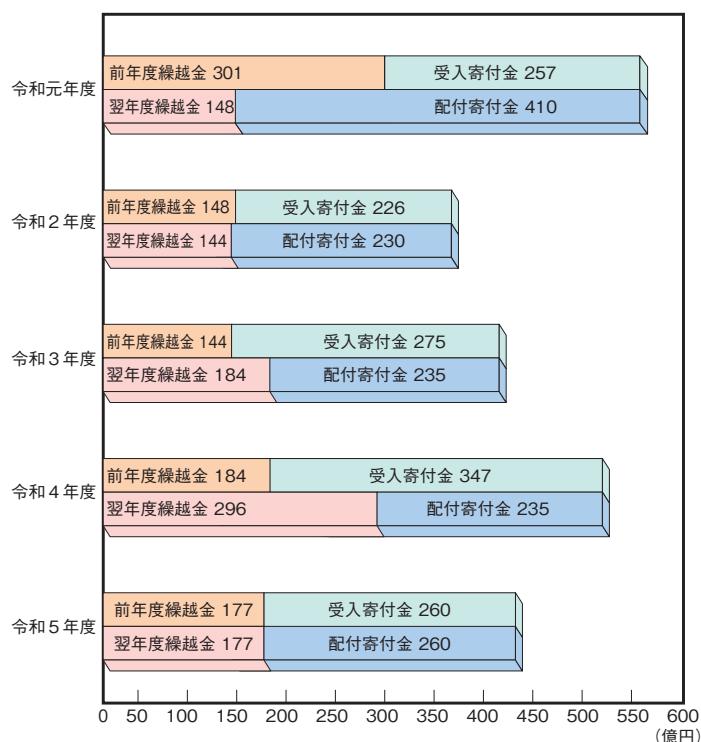 令和元年度
前年度繰越金 301 受入寄付金 257
翌年度繰越金 148 配付寄付金 410
令和2年度
前年度繰越金 148 受入寄付金 226
翌年度繰越金 144 配付寄付金 230
令和3年度
前年度繰越金 144 受入寄付金 275
翌年度繰越金 184 配付寄付金 235
令和4年度
前年度繰越金 184 受入寄付金 347
翌年度繰越金 296 配付寄付金 235
令和5年度
前年度繰越金 177 受入寄付金 260
翌年度繰越金 177 配付寄付金 260
0 50 100 150 200 250 300 350 400 450 500 550 600
(億円)